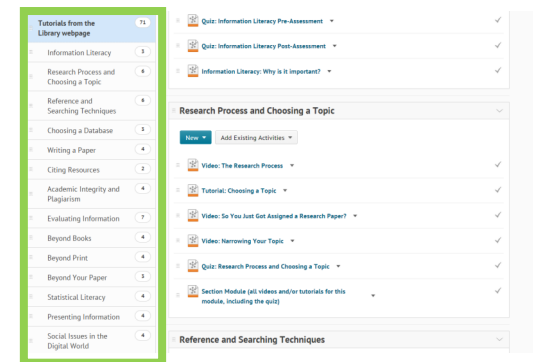 Tutorials from the
Library webpage
71
Information Literacy
3
Research Process and
Choosing a Topic
6
Reference and
Searching Techniques
8
Choosing a Database
3
Writing a Paper
4
Citing Resources
2
Academic Integrity and
Plagiarism
4
Evaluating Information
7
Beyond Books
4
Beyond Print
4
Beyond Your Paper
Statistical Literacy
4
Presenting Information
4
Social Issues in the
Digital World
4
Quiz: Information Literacy Pre-Assessment
Quiz: Information Literacy Post-Assessment
Information Literacy: Why is it important?
Research Process and Choosing a Topic
New
Add Existing Activities
Video: The Research Process
Tutorial: Choosing a Topic
Video: So You Just Got Assigned a Research Paper?
Video: Narrowing Your Topic
Quiz: Research Process and Choosing a Topic
Section Module (all videos and/or tutorials for this
module, including the quiz)
Reference and Searching Techniques